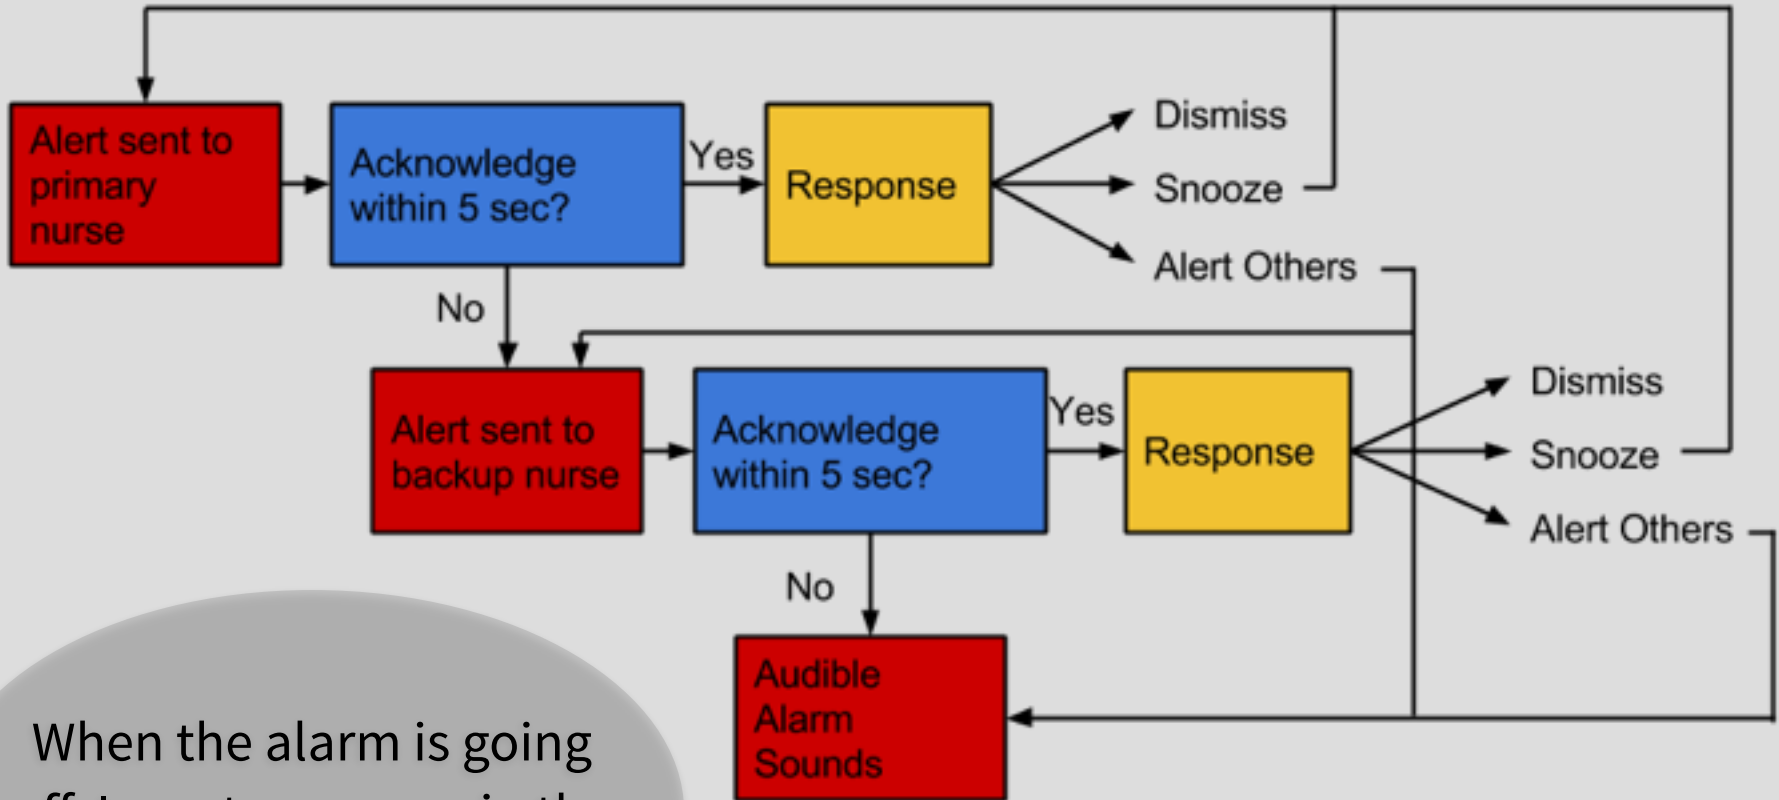 Alert sent to
primary
nurse
Acknowledge
within 5 sec?
Yes
Response
Dismiss
Snooze
Alert Others
No
Alert sent to
backup nurse
Acknowledge
within 5 sec?
Yes
Response
Dismiss
Snooze
Alert Others
No
Audible
Alarm
Sounds
When the alarm is going